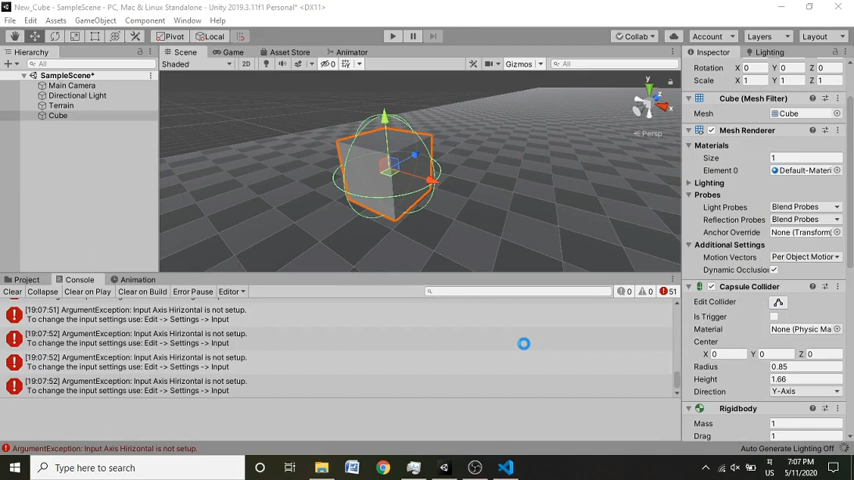 New_Cube - SampleScene - PC, Mac & Linux Standalone - Unity 2019.3.11f1 Personal* <DX11>
File Edit Assets GameObject Component Window Help
Pivot Local Collab Account Layers Layout
Hierarchy Scene Game Asset Store Animator Inspector Lighting
All Shaded 2D 0 Gizmos All
SampleScene*
Main Camera
Directional Light
Terrain
Cube
y
x
z
Persp
Rotation X 0 Y 0 Z 0
Scale X 1 Y 1 Z 1
Cube (Mesh Filter)
Mesh Cube
Mesh Renderer
Materials
Size 1
Element 0 Default-Materi
Lighting
Probes
Light Probes Blend Probes
Reflection Probes Blend Probes
Anchor Override None (Transform)
Additional Settings
Motion Vectors Per Object Motion
Dynamic Occlusion
Capsule Collider
Edit Collider
Is Trigger
Material None (Physic Ma
Center
X 0 Y 0 Z 0
Radius 0.85
Height 1.66
Direction Y-Axis
Rigidbody
Mass 1
Drag 1
Project Console Animation
Clear Collapse Clear on Play Clear on Build Error Pause Editor 0 0 51
[19:07:51] ArgumentException: Input Axis Hirizontal is not setup.
To change the input settings use: Edit -> Settings -> Input
[19:07:52] ArgumentException: Input Axis Hirizontal is not setup.
To change the input settings use: Edit -> Settings -> Input
[19:07:52] ArgumentException: Input Axis Hirizontal is not setup.
To change the input settings use: Edit -> Settings -> Input
[19:07:52] ArgumentException: Input Axis Hirizontal is not setup.
To change the input settings use: Edit -> Settings -> Input
ArgumentException: Input Axis Hirizontal is not setup.
Auto Generate Lighting Off
Type here to search
US
7:07 PM
5/11/2020